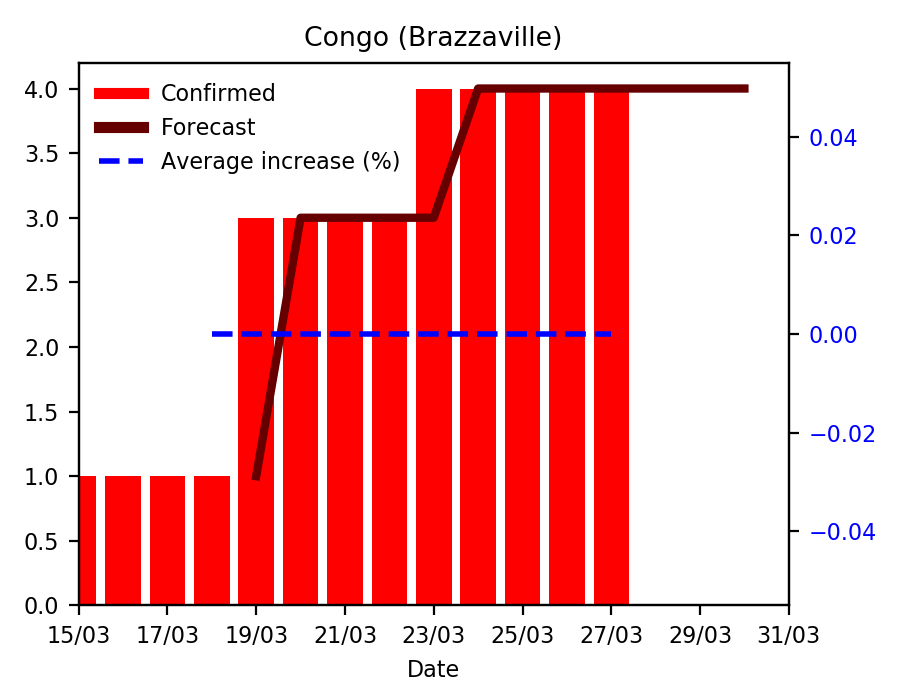 Congo (Brazzaville)
Confirmed
Forecast
Average increase (%)
4.0
3.5
3.0
2.5
2.0
1.5
1.0
0.5
0.0
0.04
0.02
0.00
−0.02
−0.04
15/03 17/03 19/03 21/03 23/03 25/03 27/03 29/03 31/03
Date